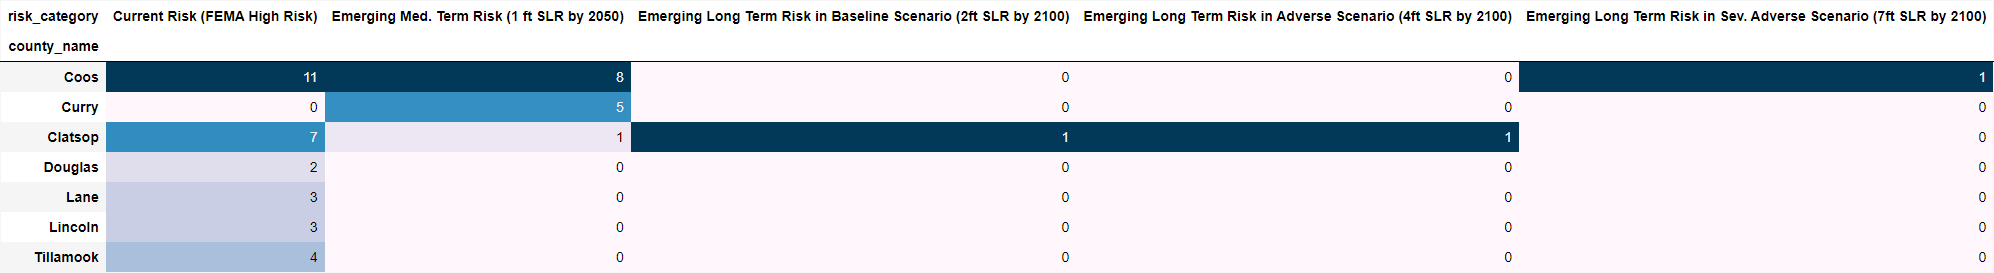 risk_category Current Risk (FEMA High Risk) Emerging Med. Term Risk (1 ft SLR by 2050) Emerging Long Term Risk in Baseline Scenario (2ft SLR by 2100) Emerging Long Term Risk in Adverse Scenario (4ft SLR by 2100) Emerging Long Term Risk in Sev. Adverse Scenario (7ft SLR by 2100)
county_name
Coos 11 8 0 0 1
Curry 0 5 0 0 0
Clatsop 7 1 1 1 0
Douglas 2 0 0 0 0
Lane 3 0 0 0 0
Lincoln 3 0 0 0 0
Tillamook 4 0 0 0 0